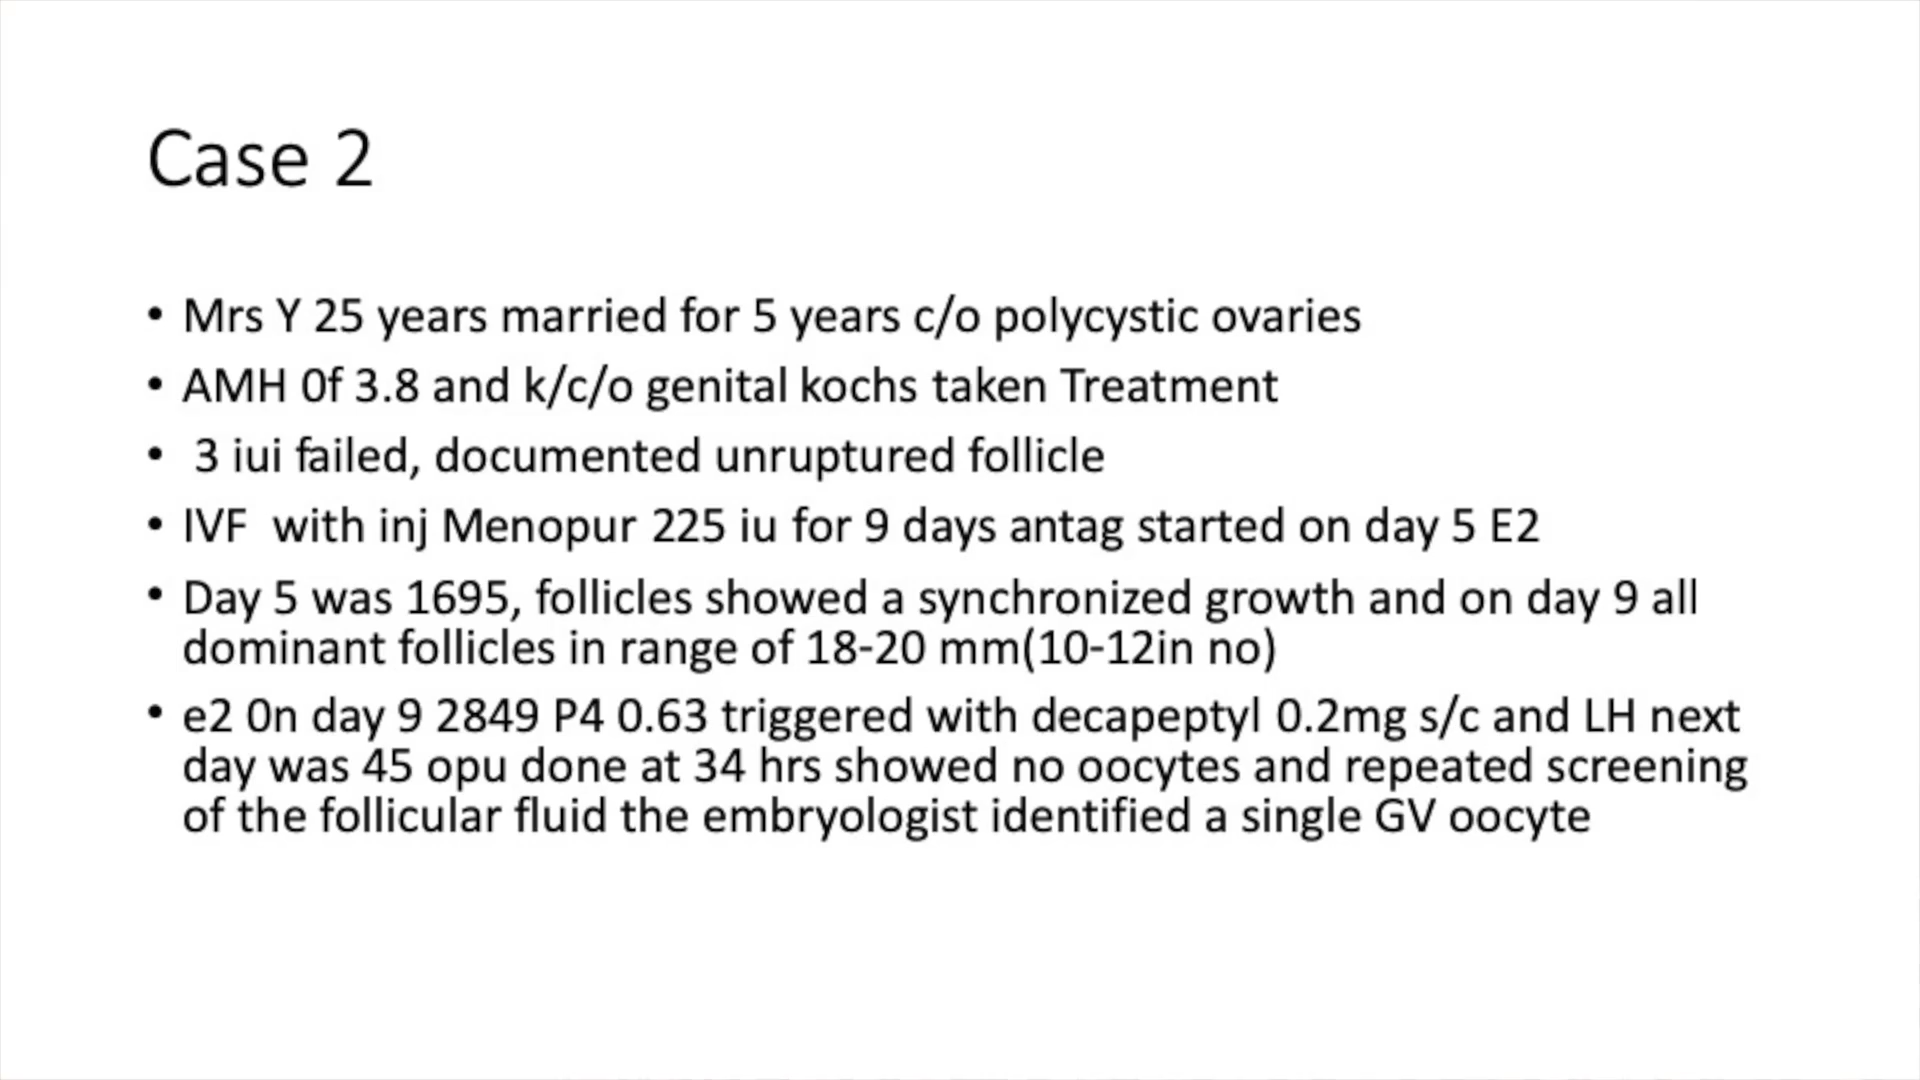 Case 2
• Mrs Y 25 years married for 5 years c/o polycystic ovaries
• AMH 0f 3.8 and k/c/o genital kochs taken Treatment
• 3 iui failed, documented unruptured follicle
• IVF with inj Menopur 225 iu for 9 days antag started on day 5 E2
• Day 5 was 1695, follicles showed a synchronized growth and on day 9 all
dominant follicles in range of 18-20 mm(10-12in no)
• e2 0n day 9 2849 P4 0.63 triggered with decapeptyl 0.2mg s/c and LH next
day was 45 opu done at 34 hrs showed no oocytes and repeated screening
of the follicular fluid the embryologist identified a single GV oocyte